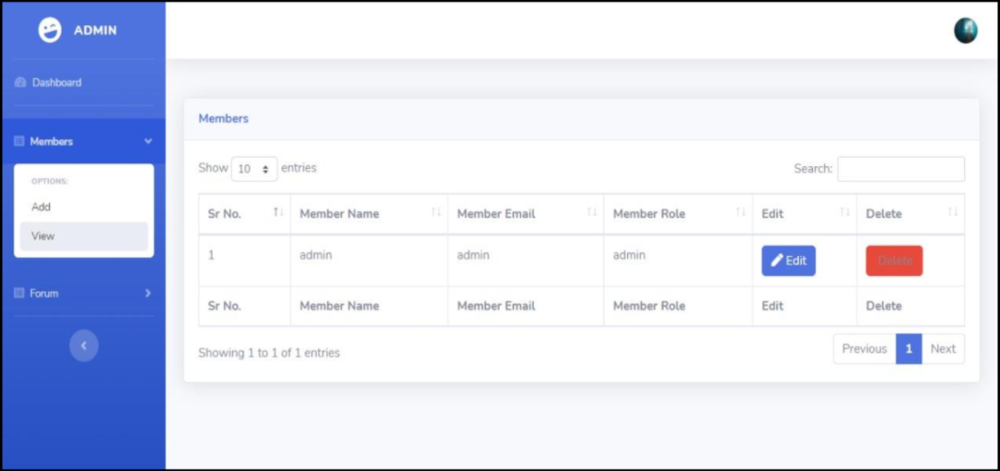 ADMIN
Dashboard
Members
Members
Show 10 entries
Search:
OPTIONS:
Add
View
Sr No. Member Name Member Email Member Role Edit Delete
1 admin admin admin Edit Delete
Forum
Sr No. Member Name Member Email Member Role Edit Delete
Showing 1 to 1 of 1 entries
Previous 1 Next